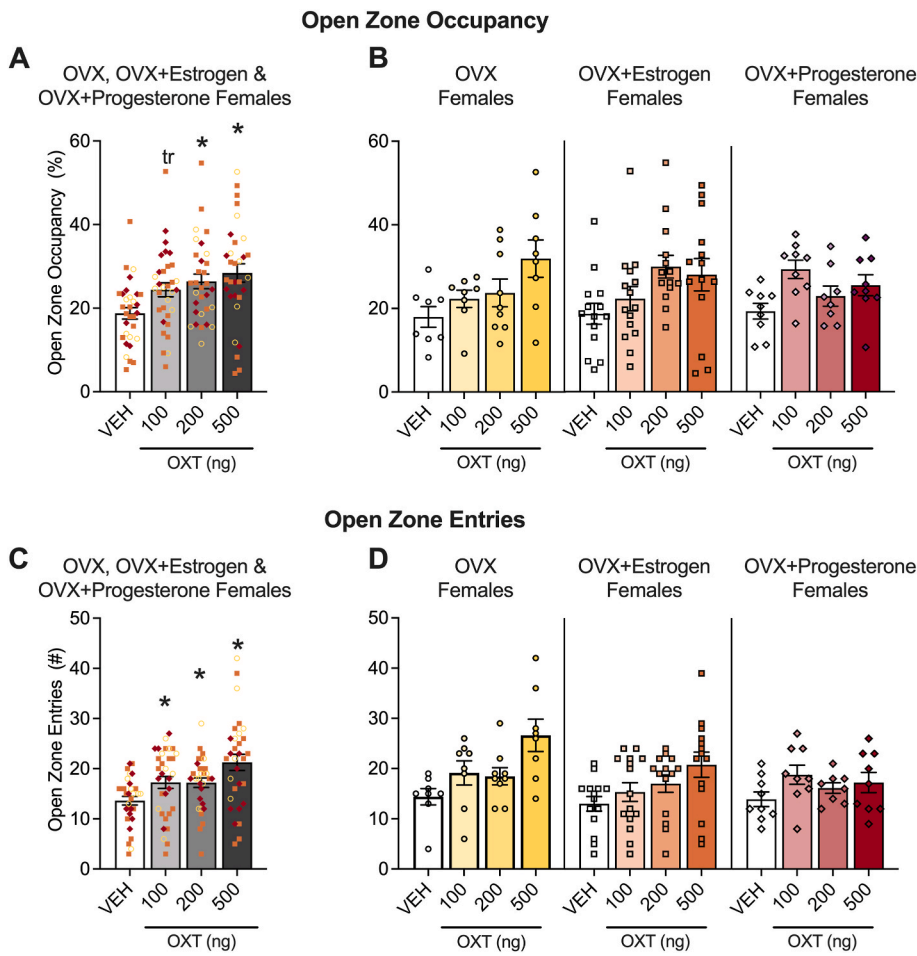 Open Zone Occupancy
A
OVX, OVX+Estrogen &
OVX+Progesterone Females
B
OVX
Females
OVX+Estrogen
Females
OVX+Progesterone
Females
Open Zone Occupancy (%)
60
40
20
0
tr
*
*
VEH
100
200
500
OXT (ng)
60
40
20
0
VEH
100
200
500
OXT (ng)
VEH
100
200
500
OXT (ng)
VEH
100
200
500
OXT (ng)
Open Zone Entries
C
OVX, OVX+Estrogen &
OVX+Progesterone Females
D
OVX
Females
OVX+Estrogen
Females
OVX+Progesterone
Females
Open Zone Entries (#)
50
40
30
20
10
0
*
*
*
VEH
100
200
500
OXT (ng)
50
40
30
20
10
0
VEH
100
200
500
OXT (ng)
VEH
100
200
500
OXT (ng)
VEH
100
200
500
OXT (ng)